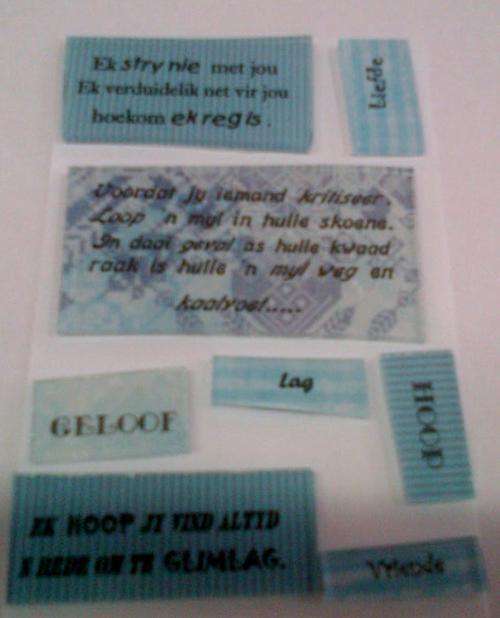 Ek stry nie met jou
Ek verduidelik net vir jou
hoekom ek reg is.
Liefde
Voordat jy iemand kritiseer.
Loop 'n myl in hulle skoene.
In daai geval as hulle kwaad
raak is hulle 'n myl weg en
kaalvoet.....
Lag
GELOOF
HOOP
EK HOOP JY VIND ALTYD
N REDE OM TE GLIMLAG.
Vriende